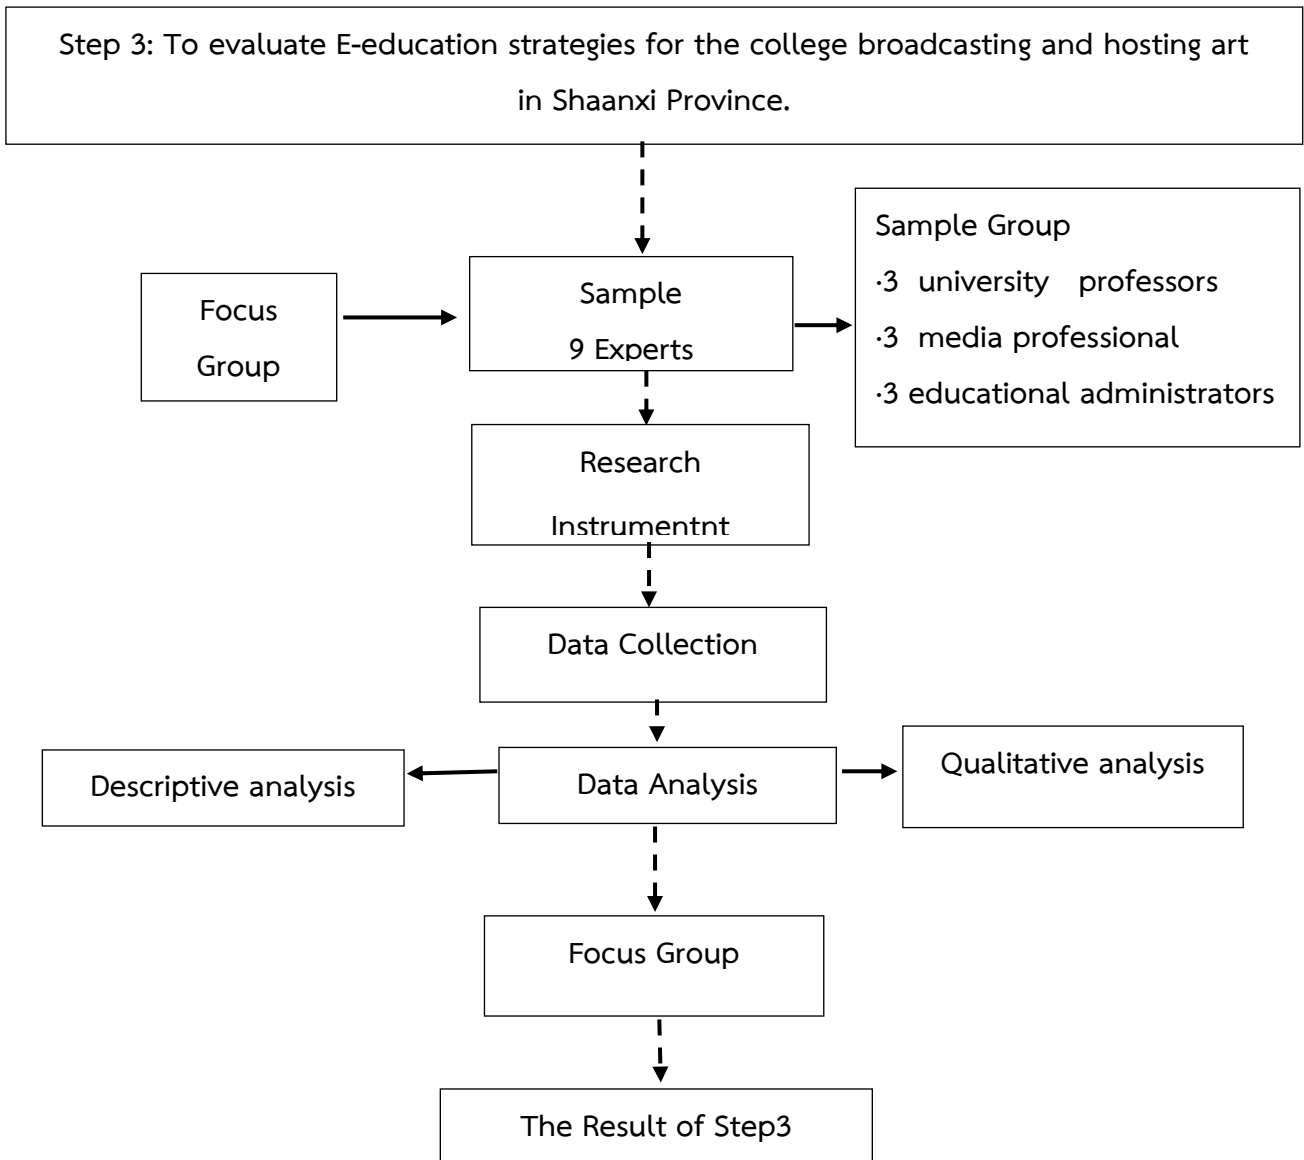 Step 3: To evaluate E-education strategies for the college broadcasting and hosting art
in Shaanxi Province.
Focus
Group
Sample
9 Experts
Sample Group
·3 university professors
·3 media professional
·3 educational administrators
Research
Instrumentnt
Data Collection
Descriptive analysis
Data Analysis
Qualitative analysis
Focus Group
The Result of Step3